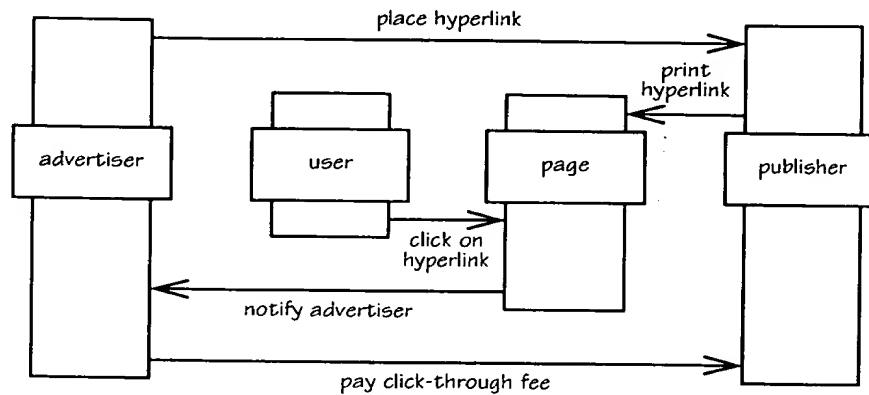 place hyperlink
print
hyperlink
advertiser
user
page
publisher
click on
hyperlink
notify advertiser
pay click-through fee